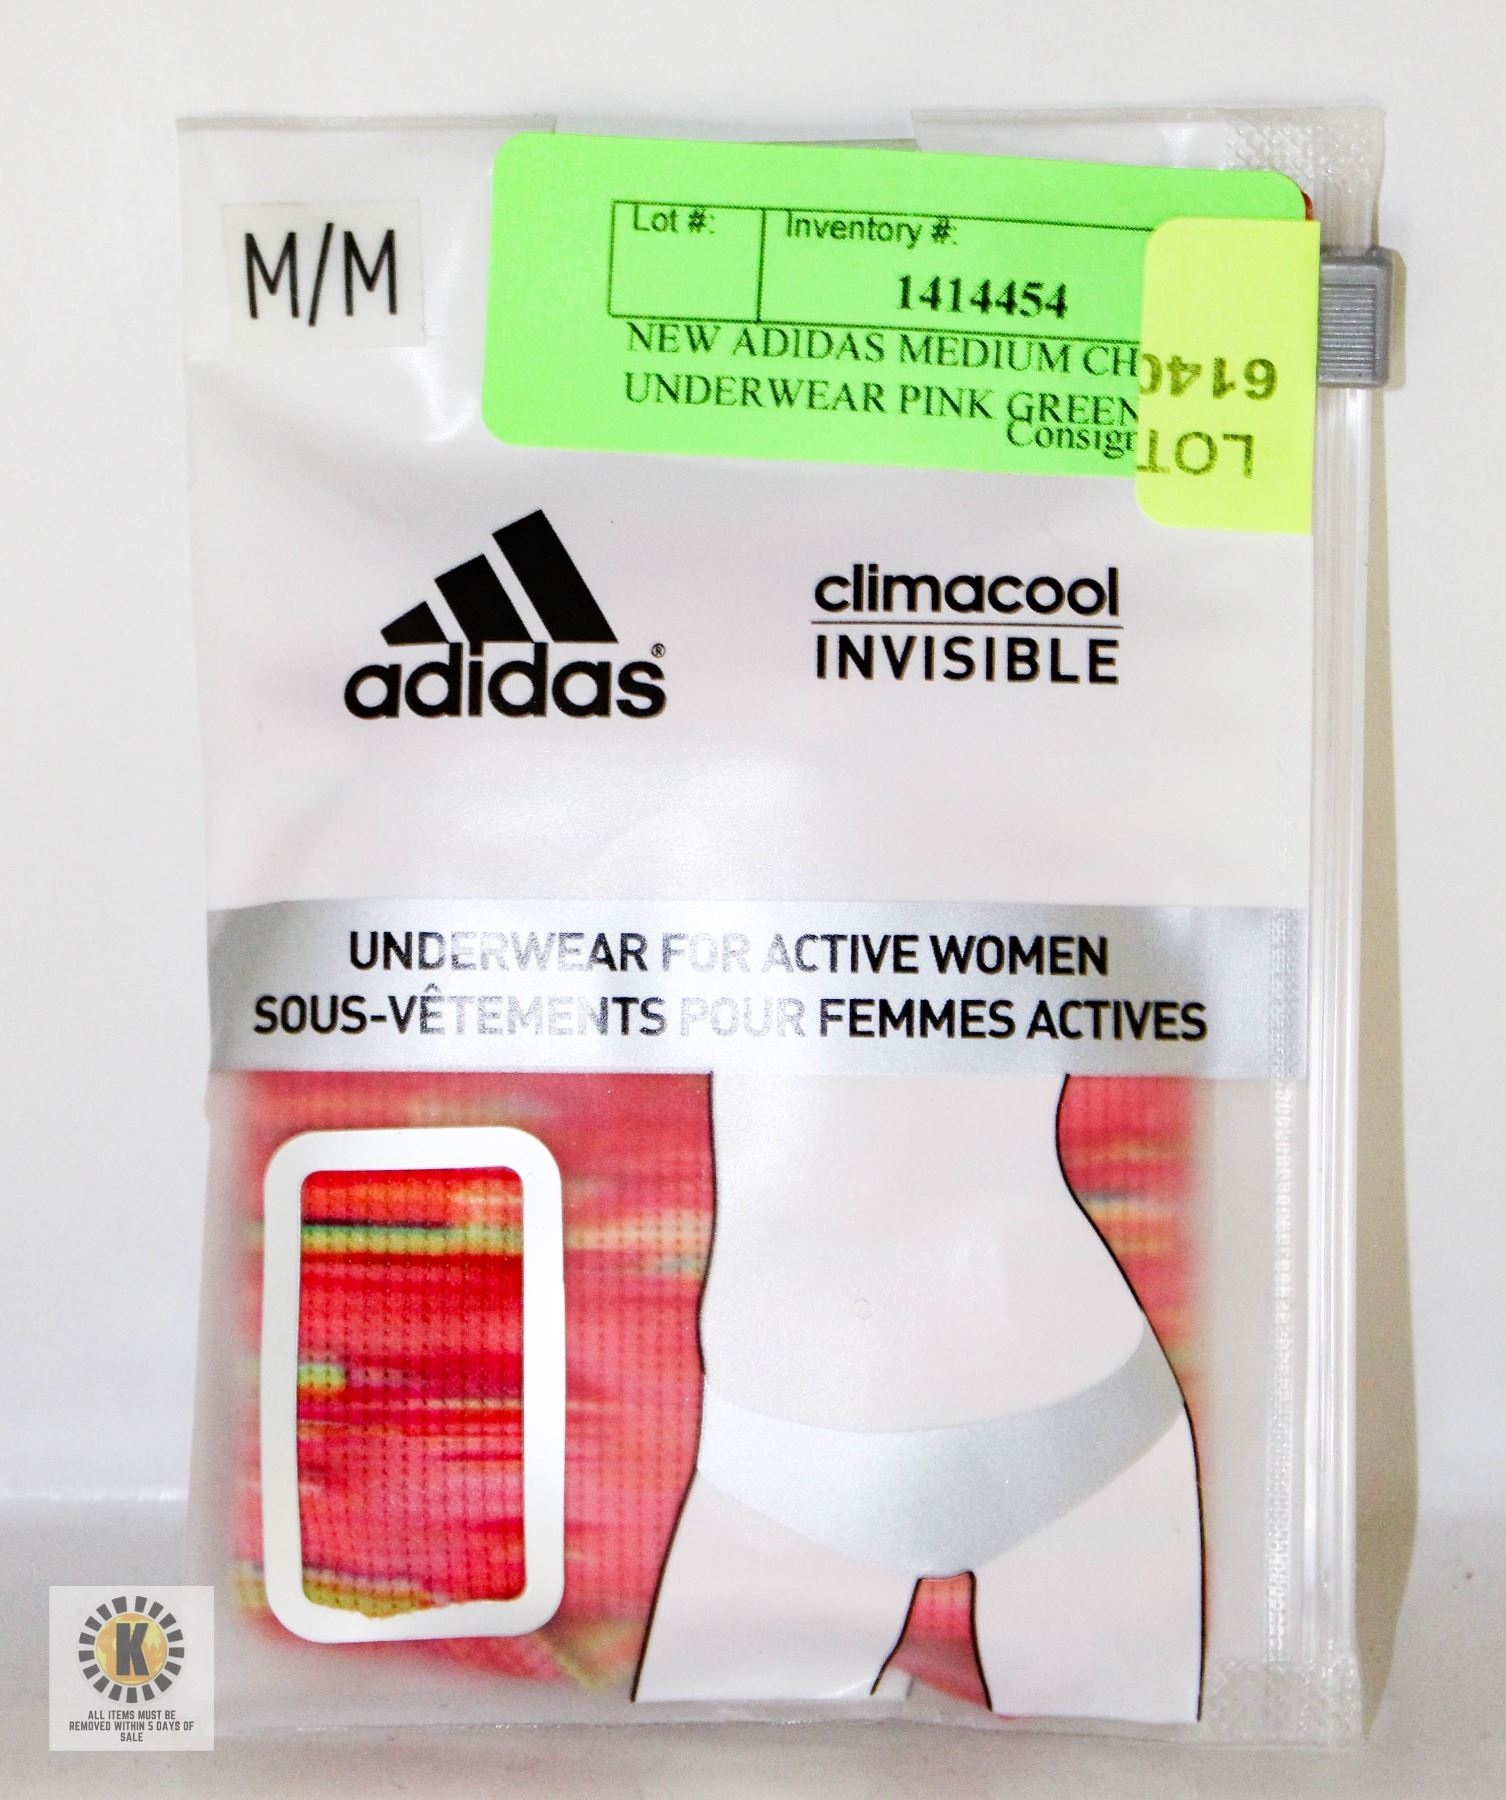 M/M
Lot #:
Inventory #:
1414454
NEW ADIDAS MEDIUM CH
UNDERWEAR PINK GREEN
Consign
LOT
6140
adidas®
climacool
INVISIBLE
UNDERWEAR FOR ACTIVE WOMEN
SOUS-VÊTEMENTS POUR FEMMES ACTIVES
K
ALL ITEMS MUST BE
REMOVED WITHIN 5 DAYS OF
SALE